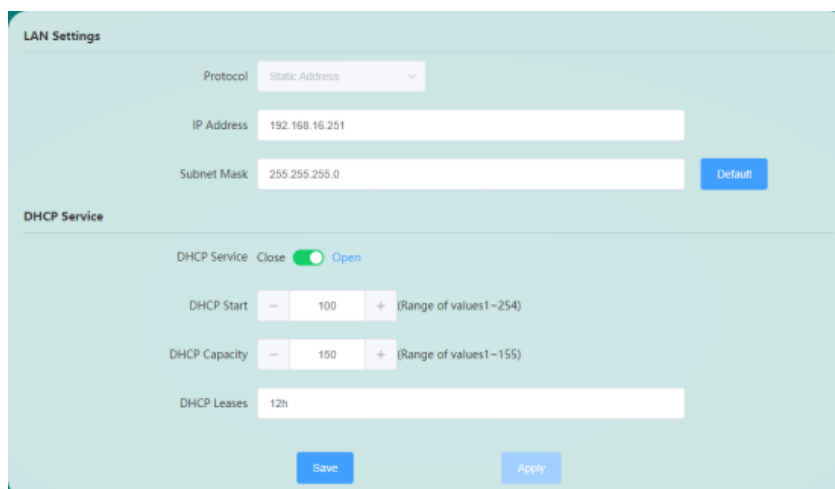 LAN Settings
Protocol Static Address
IP Address 192.168.16.251
Subnet Mask 255.255.255.0 Default
DHCP Service
DHCP Service Close Open
DHCP Start − 100 + (Range of values1~254)
DHCP Capacity − 150 + (Range of values1~155)
DHCP Leases 12h
Save Apply